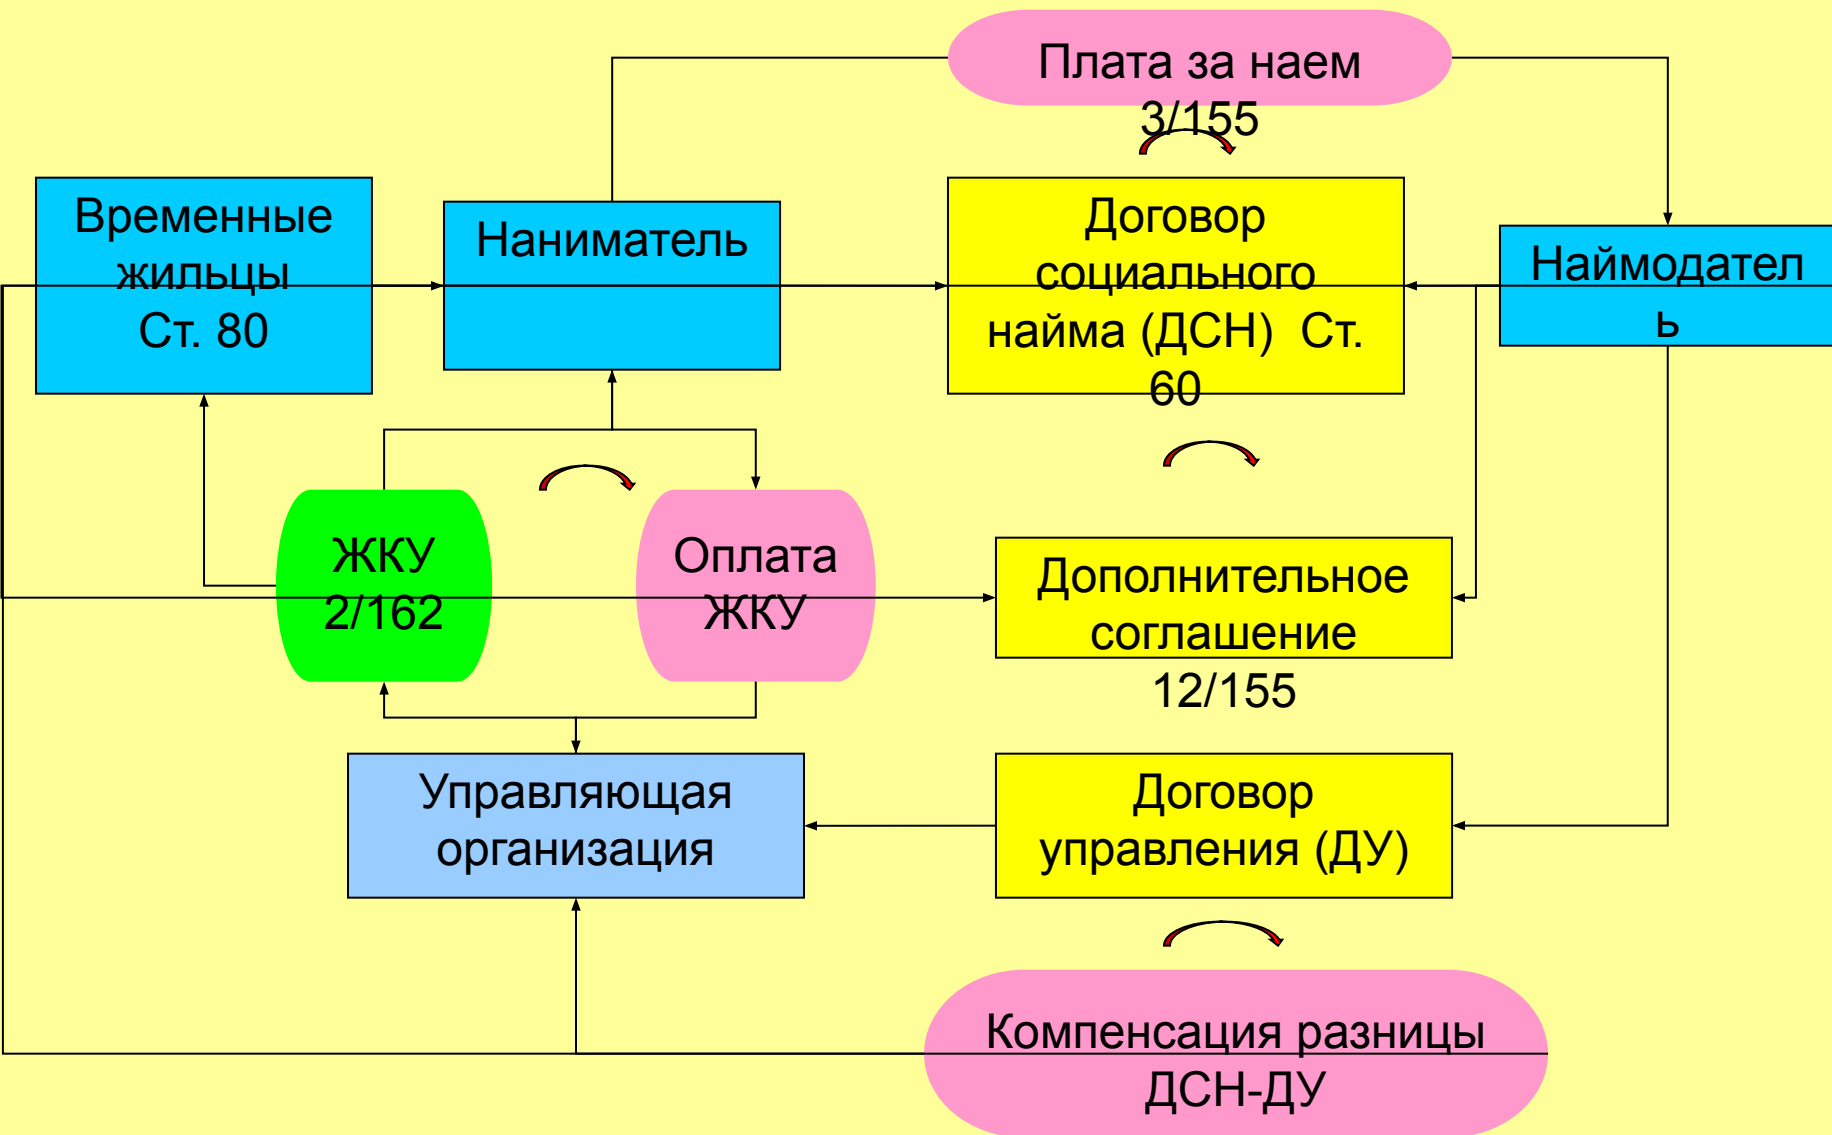 Плата за наем
3/155
Временные
жильцы
Ст. 80
Наниматель
Договор
социального
найма (ДСН) Ст.
60
Наймодател
ь
ЖКУ
2/162
Оплата
ЖКУ
Дополнительное
соглашение
12/155
Управляющая
организация
Договор
управления (ДУ)
Компенсация разницы
ДСН-ДУ